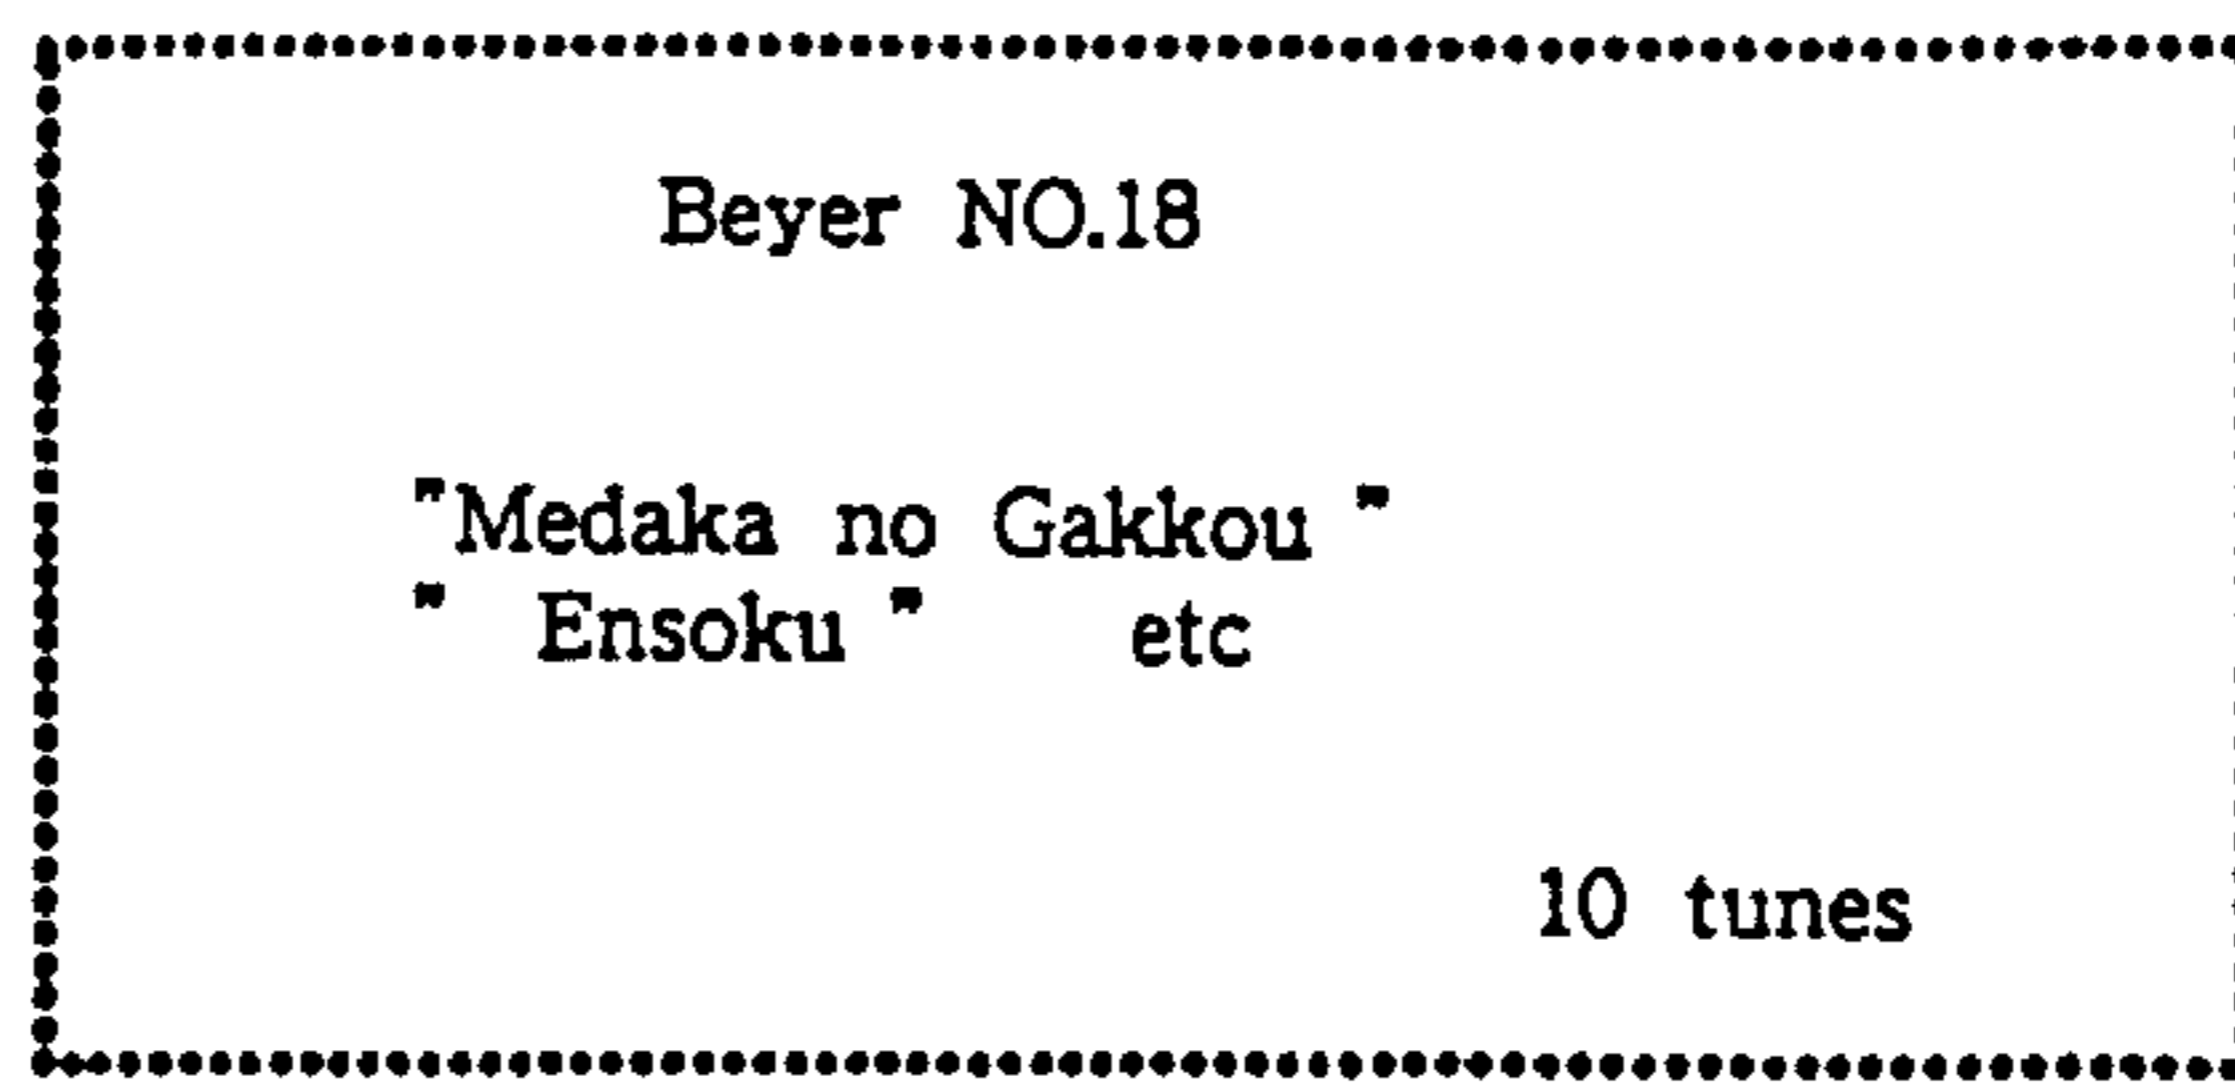 Beyer NO.18
"Medaka no Gakkou "
" Ensoku " etc
10 tunes